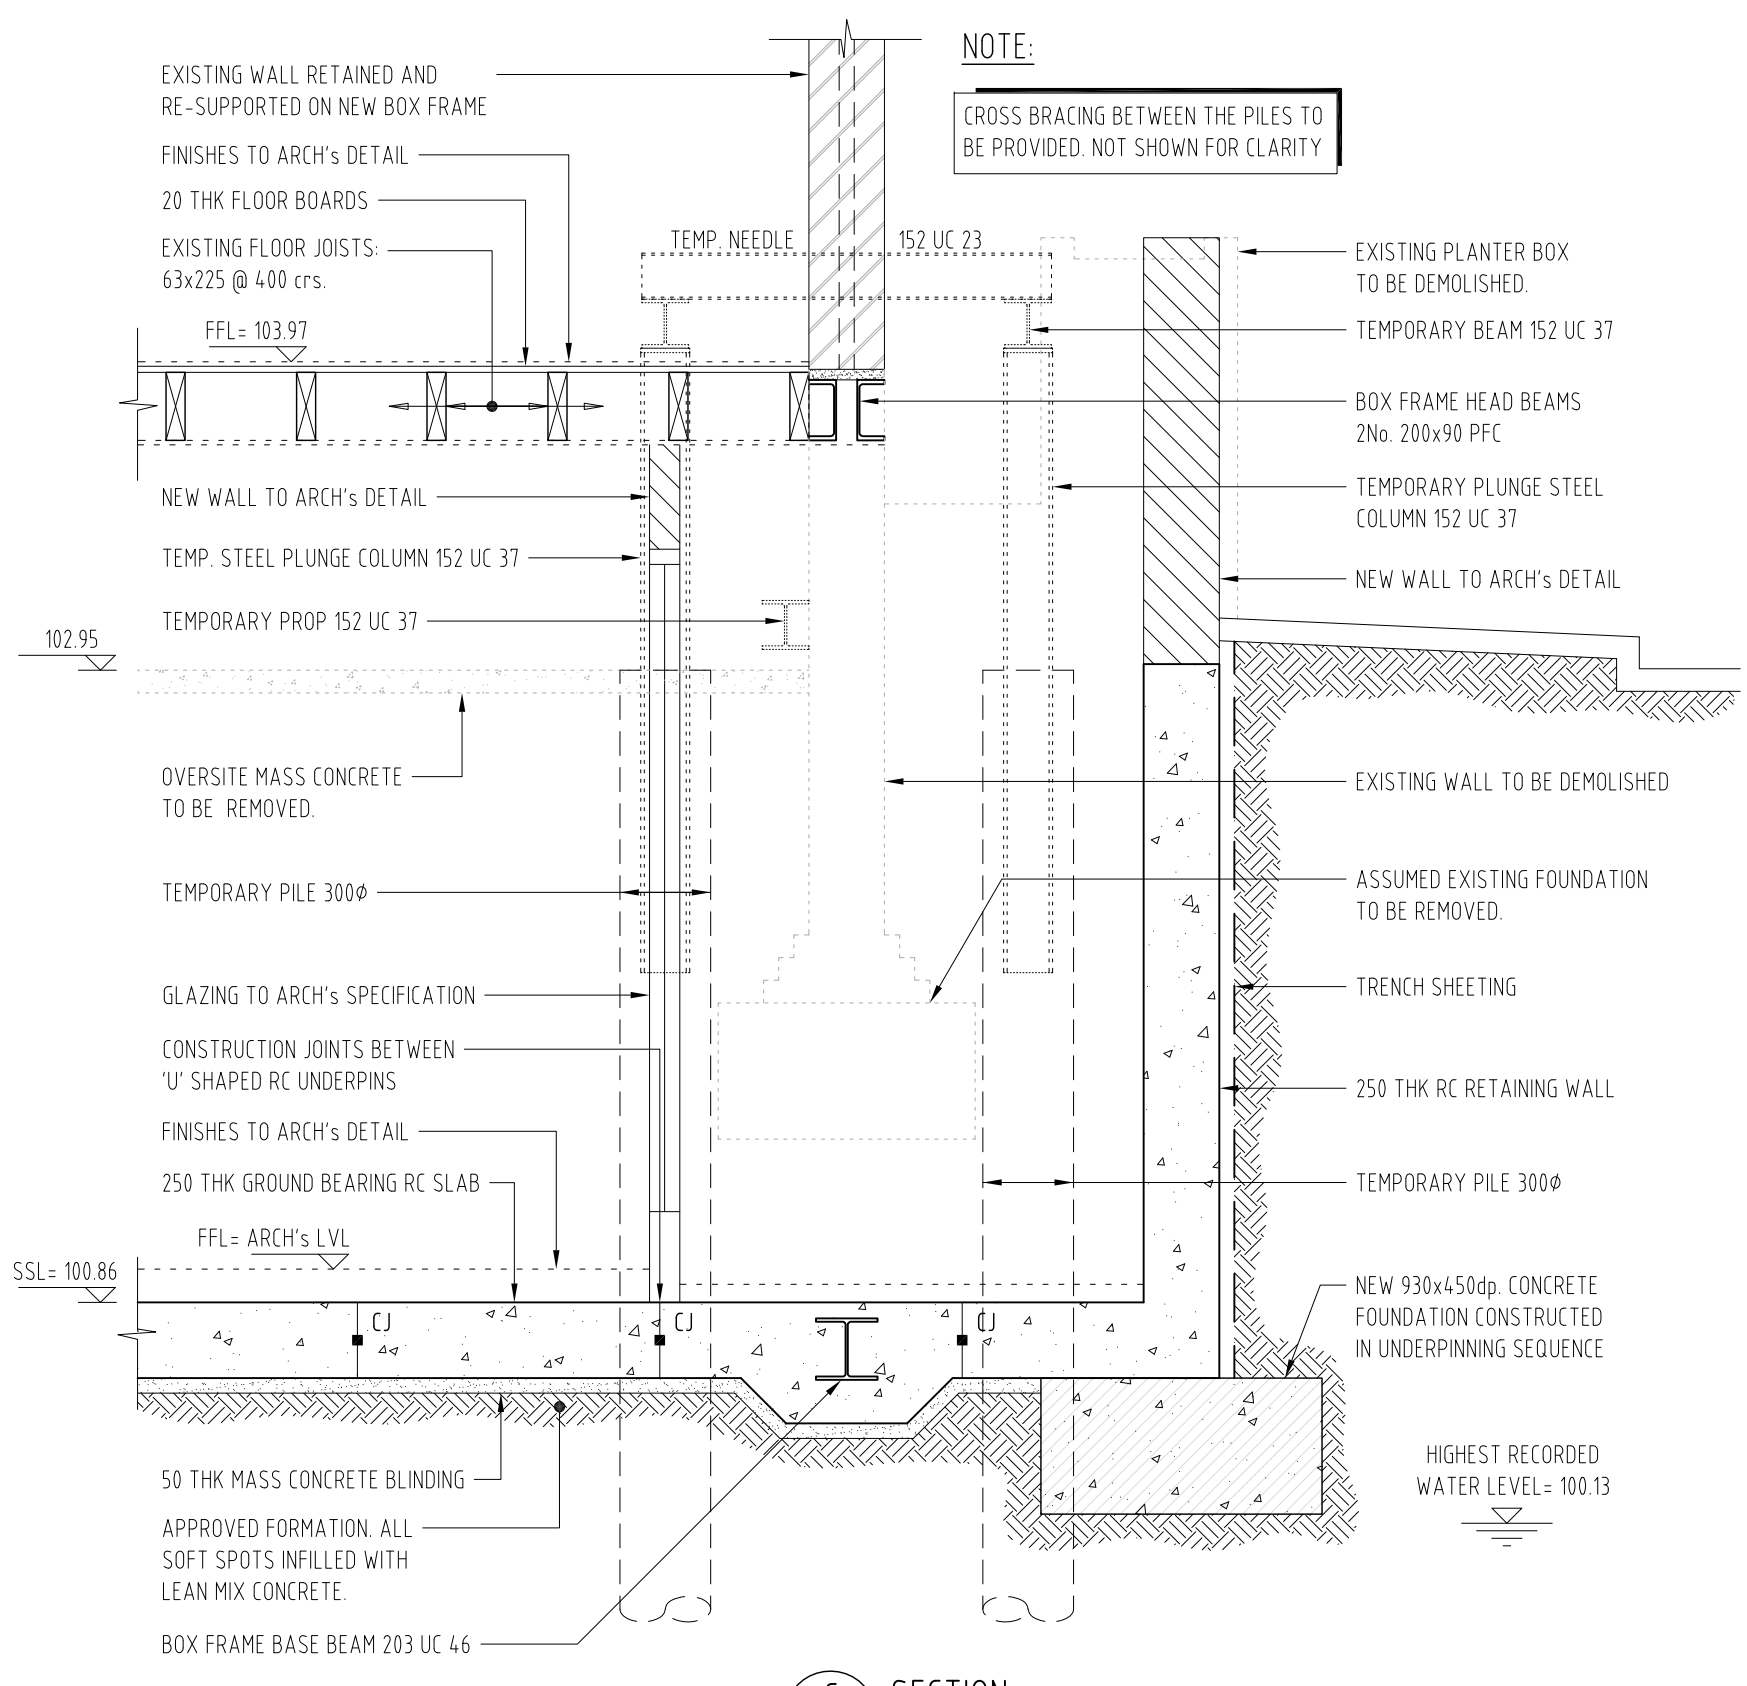 EXISTING WALL RETAINED AND
RE-SUPPORTED ON NEW BOX FRAME
FINISHES TO ARCH's DETAIL
20 THK FLOOR BOARDS
EXISTING FLOOR JOISTS:
63x225 @ 400 crs.
FFL= 103.97
NOTE:
CROSS BRACING BETWEEN THE PILES TO
BE PROVIDED. NOT SHOWN FOR CLARITY
TEMP. NEEDLE 152 UC 23
EXISTING PLANTER BOX
TO BE DEMOLISHED.
TEMPORARY BEAM 152 UC 37
BOX FRAME HEAD BEAMS
2No. 200x90 PFC
TEMPORARY PLUNGE STEEL
COLUMN 152 UC 37
NEW WALL TO ARCH's DETAIL
NEW WALL TO ARCH's DETAIL
TEMP. STEEL PLUNGE COLUMN 152 UC 37
TEMPORARY PROP 152 UC 37
102.95
OVERSITE MASS CONCRETE
TO BE REMOVED.
EXISTING WALL TO BE DEMOLISHED
TEMPORARY PILE 300Ø
ASSUMED EXISTING FOUNDATION
TO BE REMOVED.
GLAZING TO ARCH's SPECIFICATION
TRENCH SHEETING
CONSTRUCTION JOINTS BETWEEN
'U' SHAPED RC UNDERPINS
250 THK RC RETAINING WALL
FINISHES TO ARCH's DETAIL
250 THK GROUND BEARING RC SLAB
TEMPORARY PILE 300Ø
FFL= ARCH's LVL
SSL= 100.86
NEW 930x450dp. CONCRETE
FOUNDATION CONSTRUCTED
IN UNDERPINNING SEQUENCE
CJ
CJ
CJ
50 THK MASS CONCRETE BLINDING
APPROVED FORMATION. ALL
SOFT SPOTS INFILLED WITH
LEAN MIX CONCRETE.
BOX FRAME BASE BEAM 203 UC 46
HIGHEST RECORDED
WATER LEVEL= 100.13
SECTION